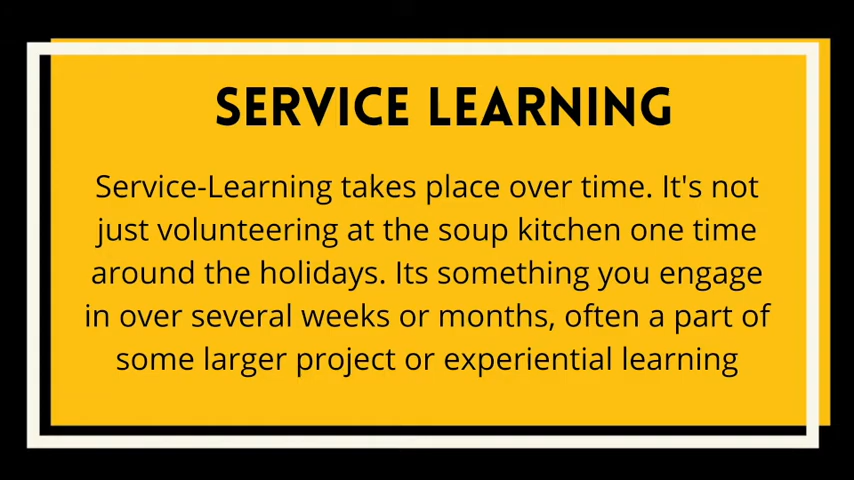 SERVICE LEARNING
Service-Learning takes place over time. It's not
just volunteering at the soup kitchen one time
around the holidays. Its something you engage
in over several weeks or months, often a part of
some larger project or experiential learning